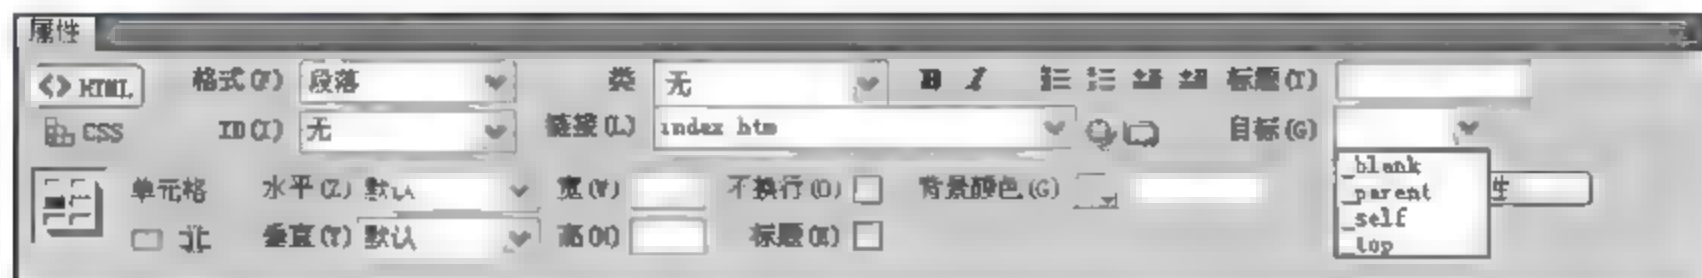 属性
<> HTML 格式(F) 段落 类 无 B I 标题(T)
CSS ID(I) 无 链接(L) index htm 目标(G)
_blank
单元格 水平(Z) 默认 宽(W) 不换行(O) 背景颜色(G) _parent 性
_self
垂直(T) 默认 高(H) 标题(E) _top